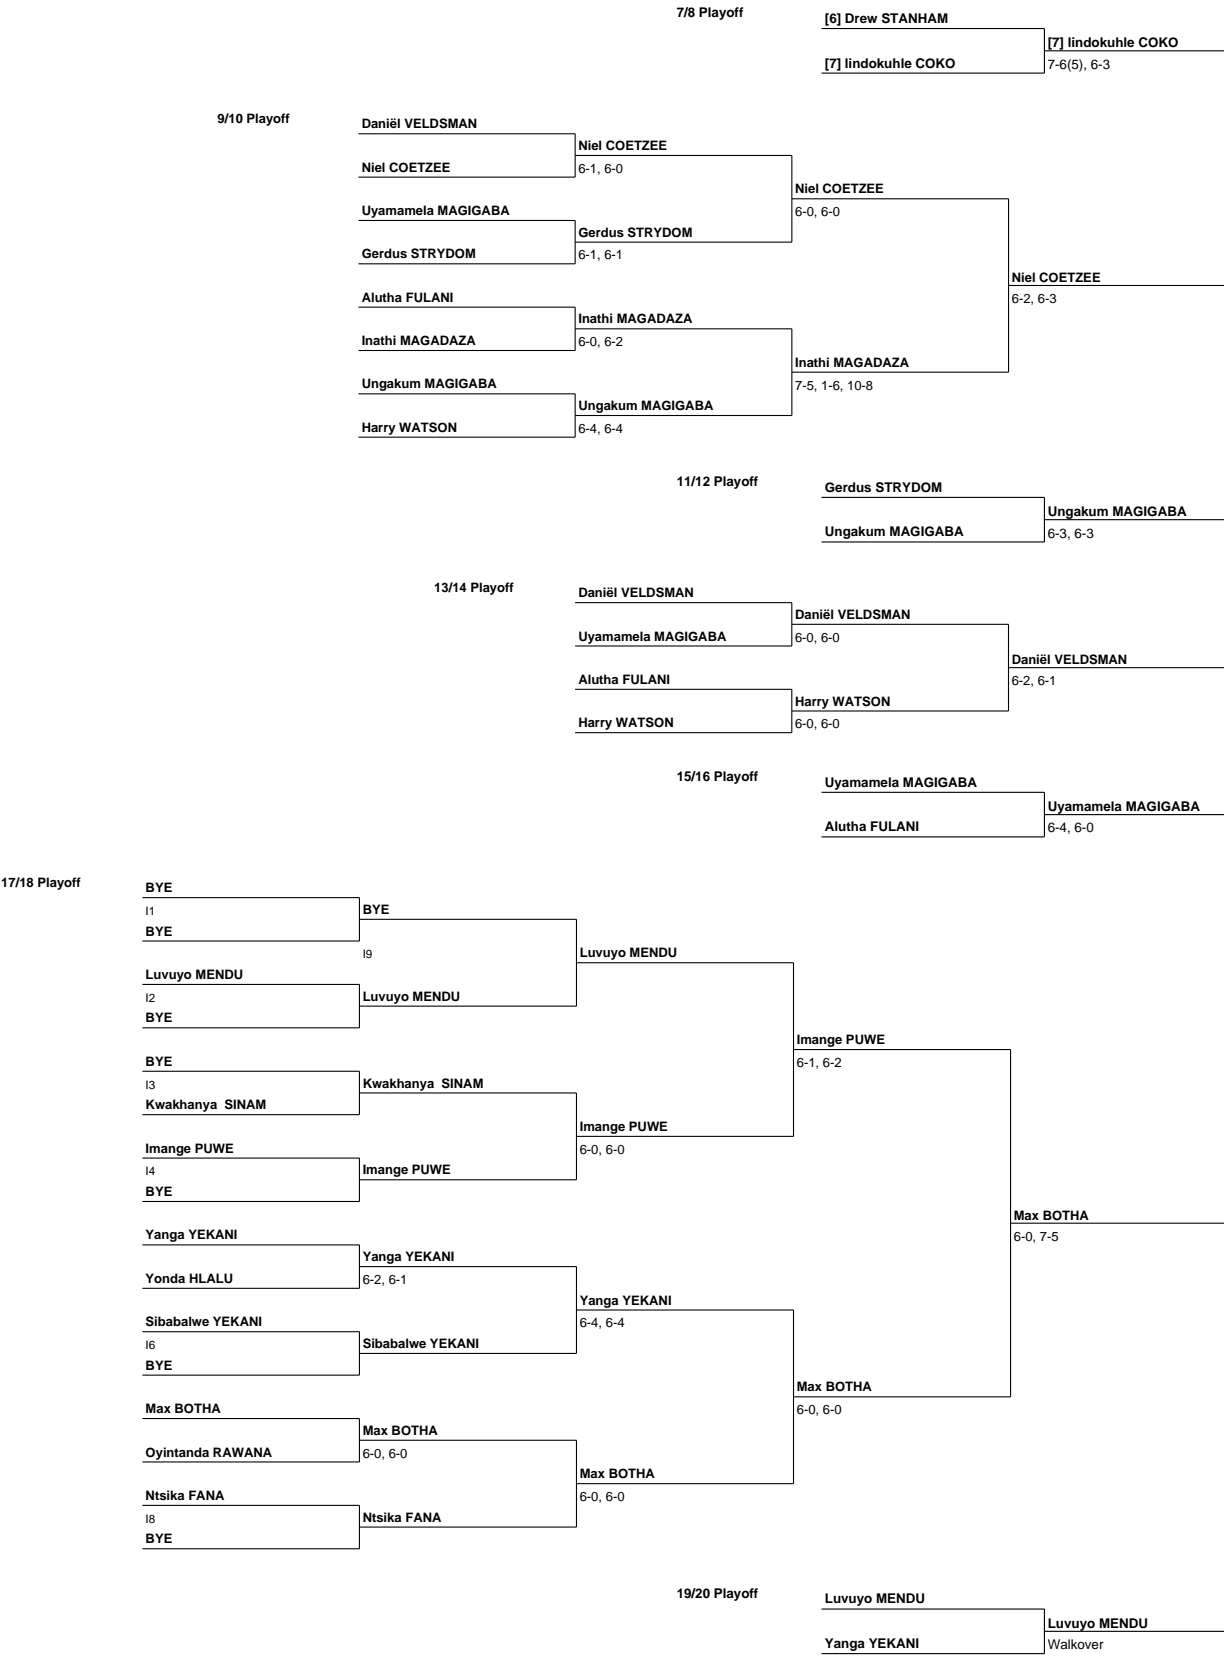 7/8 Playoff
[6] Drew STANHAM
[7] lindokuhle COKO
[7] lindokuhle COKO
7-6(5), 6-3
9/10 Playoff
Daniël VELDSMAN
Niel COETZEE
Niel COETZEE
6-1, 6-0
Niel COETZEE
6-0, 6-0
Uyamamela MAGIGABA
Gerdus STRYDOM
Gerdus STRYDOM
6-1, 6-1
Niel COETZEE
6-2, 6-3
Alutha FULANI
Inathi MAGADAZA
Inathi MAGADAZA
6-0, 6-2
Inathi MAGADAZA
7-5, 1-6, 10-8
Ungakum MAGIGABA
Ungakum MAGIGABA
Harry WATSON
6-4, 6-4
11/12 Playoff
Gerdus STRYDOM
Ungakum MAGIGABA
Ungakum MAGIGABA
6-3, 6-3
13/14 Playoff
Daniël VELDSMAN
Daniël VELDSMAN
Uyamamela MAGIGABA
6-0, 6-0
Daniël VELDSMAN
6-2, 6-1
Alutha FULANI
Harry WATSON
Harry WATSON
6-0, 6-0
15/16 Playoff
Uyamamela MAGIGABA
Uyamamela MAGIGABA
Alutha FULANI
6-4, 6-0
17/18 Playoff
BYE
I1
BYE
BYE
I9
Luvuyo MENDU
Luvuyo MENDU
I2
Luvuyo MENDU
BYE
Imange PUWE
6-1, 6-2
BYE
I3
Kwakhanya  SINAM
Kwakhanya  SINAM
Imange PUWE
6-0, 6-0
Imange PUWE
I4
Imange PUWE
BYE
Max BOTHA
6-0, 7-5
Yanga YEKANI
Yanga YEKANI
Yonda HLALU
6-2, 6-1
Yanga YEKANI
6-4, 6-4
Sibabalwe YEKANI
I6
Sibabalwe YEKANI
BYE
Max BOTHA
6-0, 6-0
Max BOTHA
Max BOTHA
Oyintanda RAWANA
6-0, 6-0
Max BOTHA
6-0, 6-0
Ntsika FANA
I8
Ntsika FANA
BYE
19/20 Playoff
Luvuyo MENDU
Luvuyo MENDU
Yanga YEKANI
Walkover